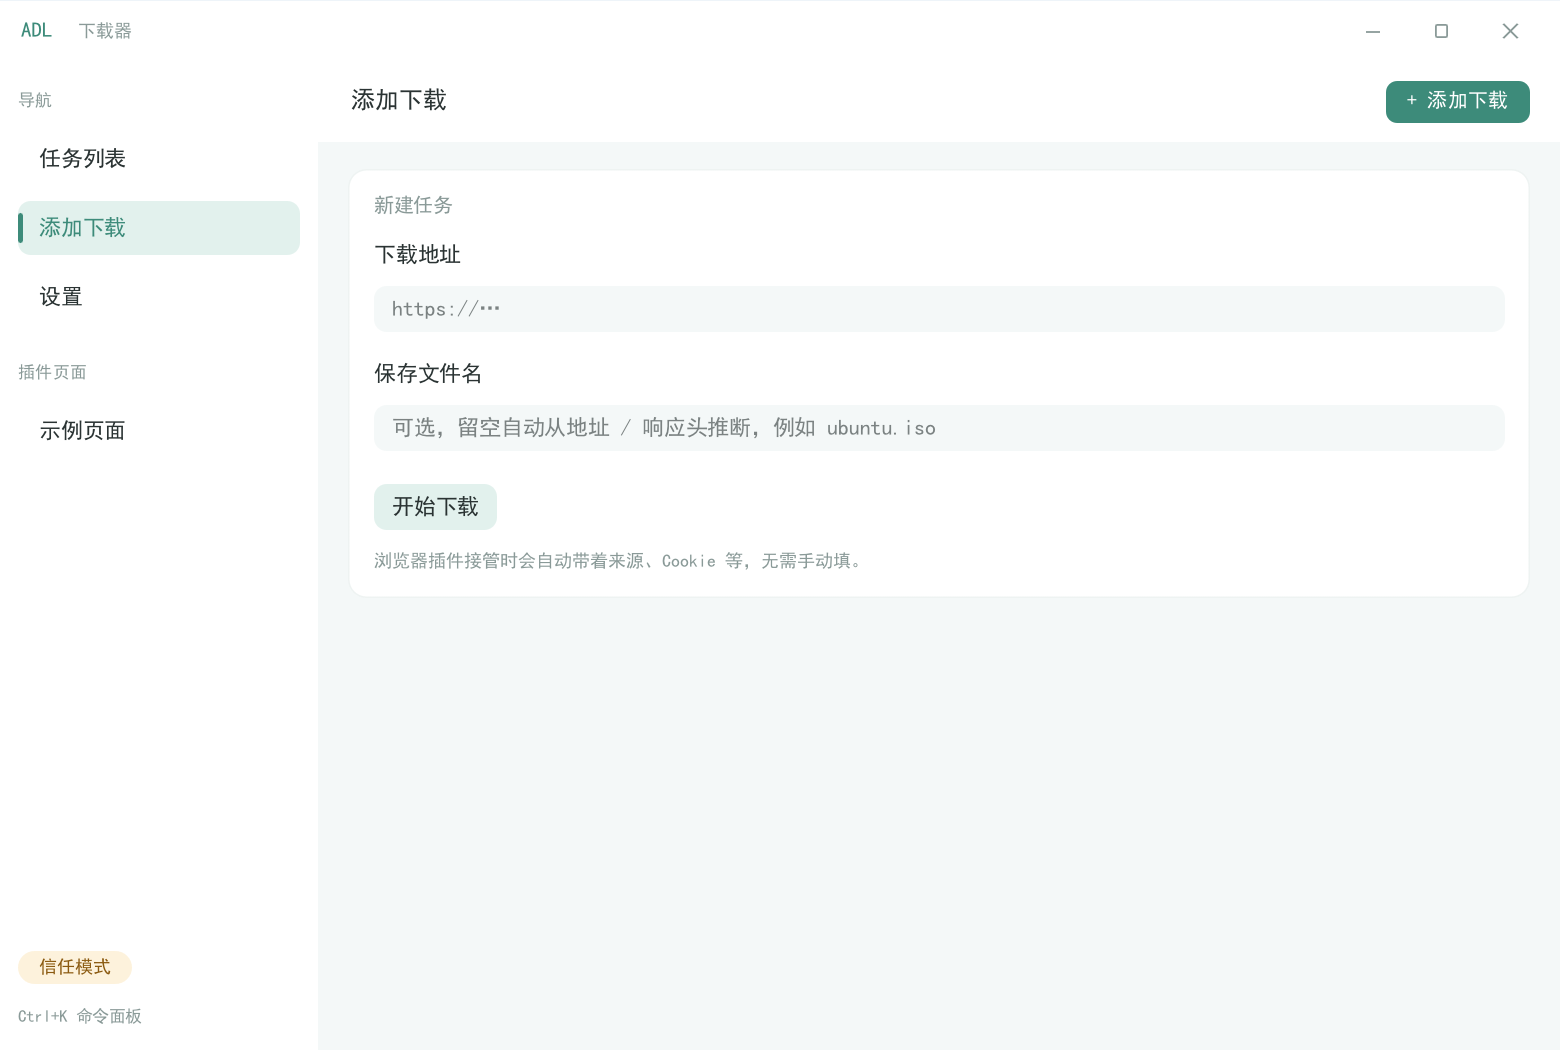 ADL 下载器
导航
任务列表
添加下载
设置
插件页面
示例页面
信任模式
Ctrl+K 命令面板
添加下载
+ 添加下载
新建任务
下载地址
https://…
保存文件名
可选，留空自动从地址 / 响应头推断，例如 ubuntu.iso
开始下载
浏览器插件接管时会自动带着来源、Cookie 等，无需手动填。